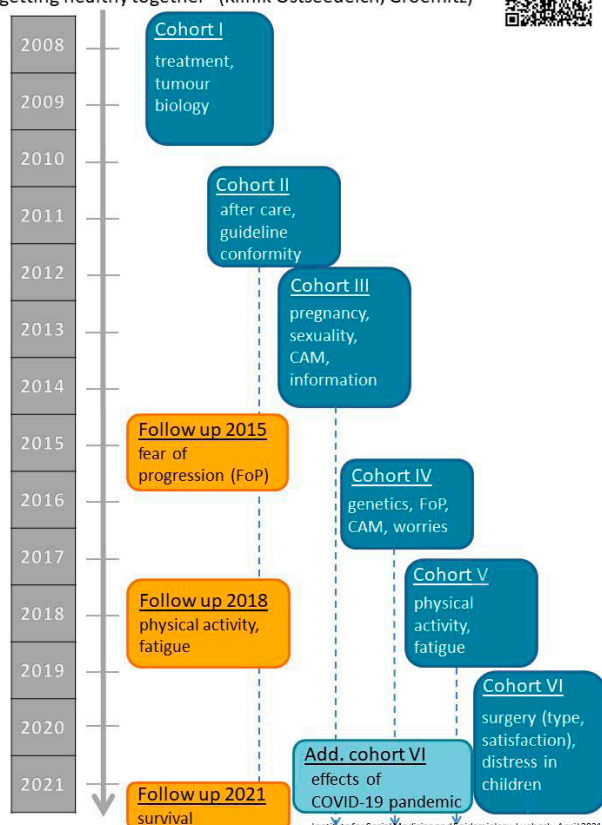 getting healthy together" (Klinik Ostseedeich, Groemitz)
2008
2009
2010
2011
2012
2013
2014
2015
2016
2017
2018
2019
2020
2021
Cohort I
treatment,
tumour
biology
Cohort II
after care,
guideline
conformity
Cohort III
pregnancy,
sexuality,
CAM,
information
Follow up 2015
fear of
progression (FoP)
Cohort IV
genetics, FoP,
CAM, worries
Cohort V
physical
activity,
fatigue
Follow up 2018
physical activity,
fatigue
Cohort VI
surgery (type,
satisfaction),
distress in
children
Add. cohort VI
effects of
COVID-19 pandemic
Follow up 2021
survival